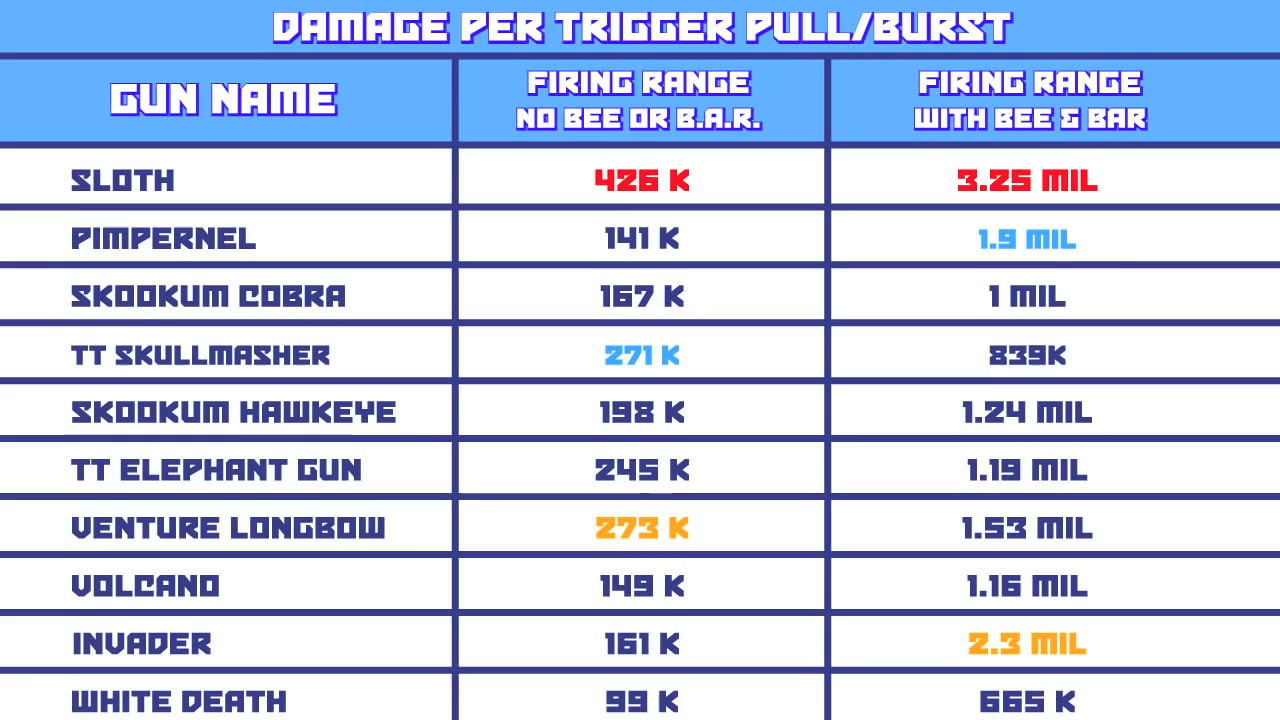 DAMAGE PER TRIGGER PULL/BURST
GUN NAME
FIRING RANGE
NO BEE OR B.A.R.
FIRING RANGE
WITH BEE & BAR
SLOTH 426 K 3.25 MIL
PIMPERNEL 141 K 1.9 MIL
SKOOKUM COBRA 167 K 1 MIL
TT SKULLMASHER 271 K 839K
SKOOKUM HAWKEYE 198 K 1.24 MIL
TT ELEPHANT GUN 245 K 1.19 MIL
VENTURE LONGBOW 273 K 1.53 MIL
VOLCANO 149 K 1.16 MIL
INVADER 161 K 2.3 MIL
WHITE DEATH 99 K 665 K